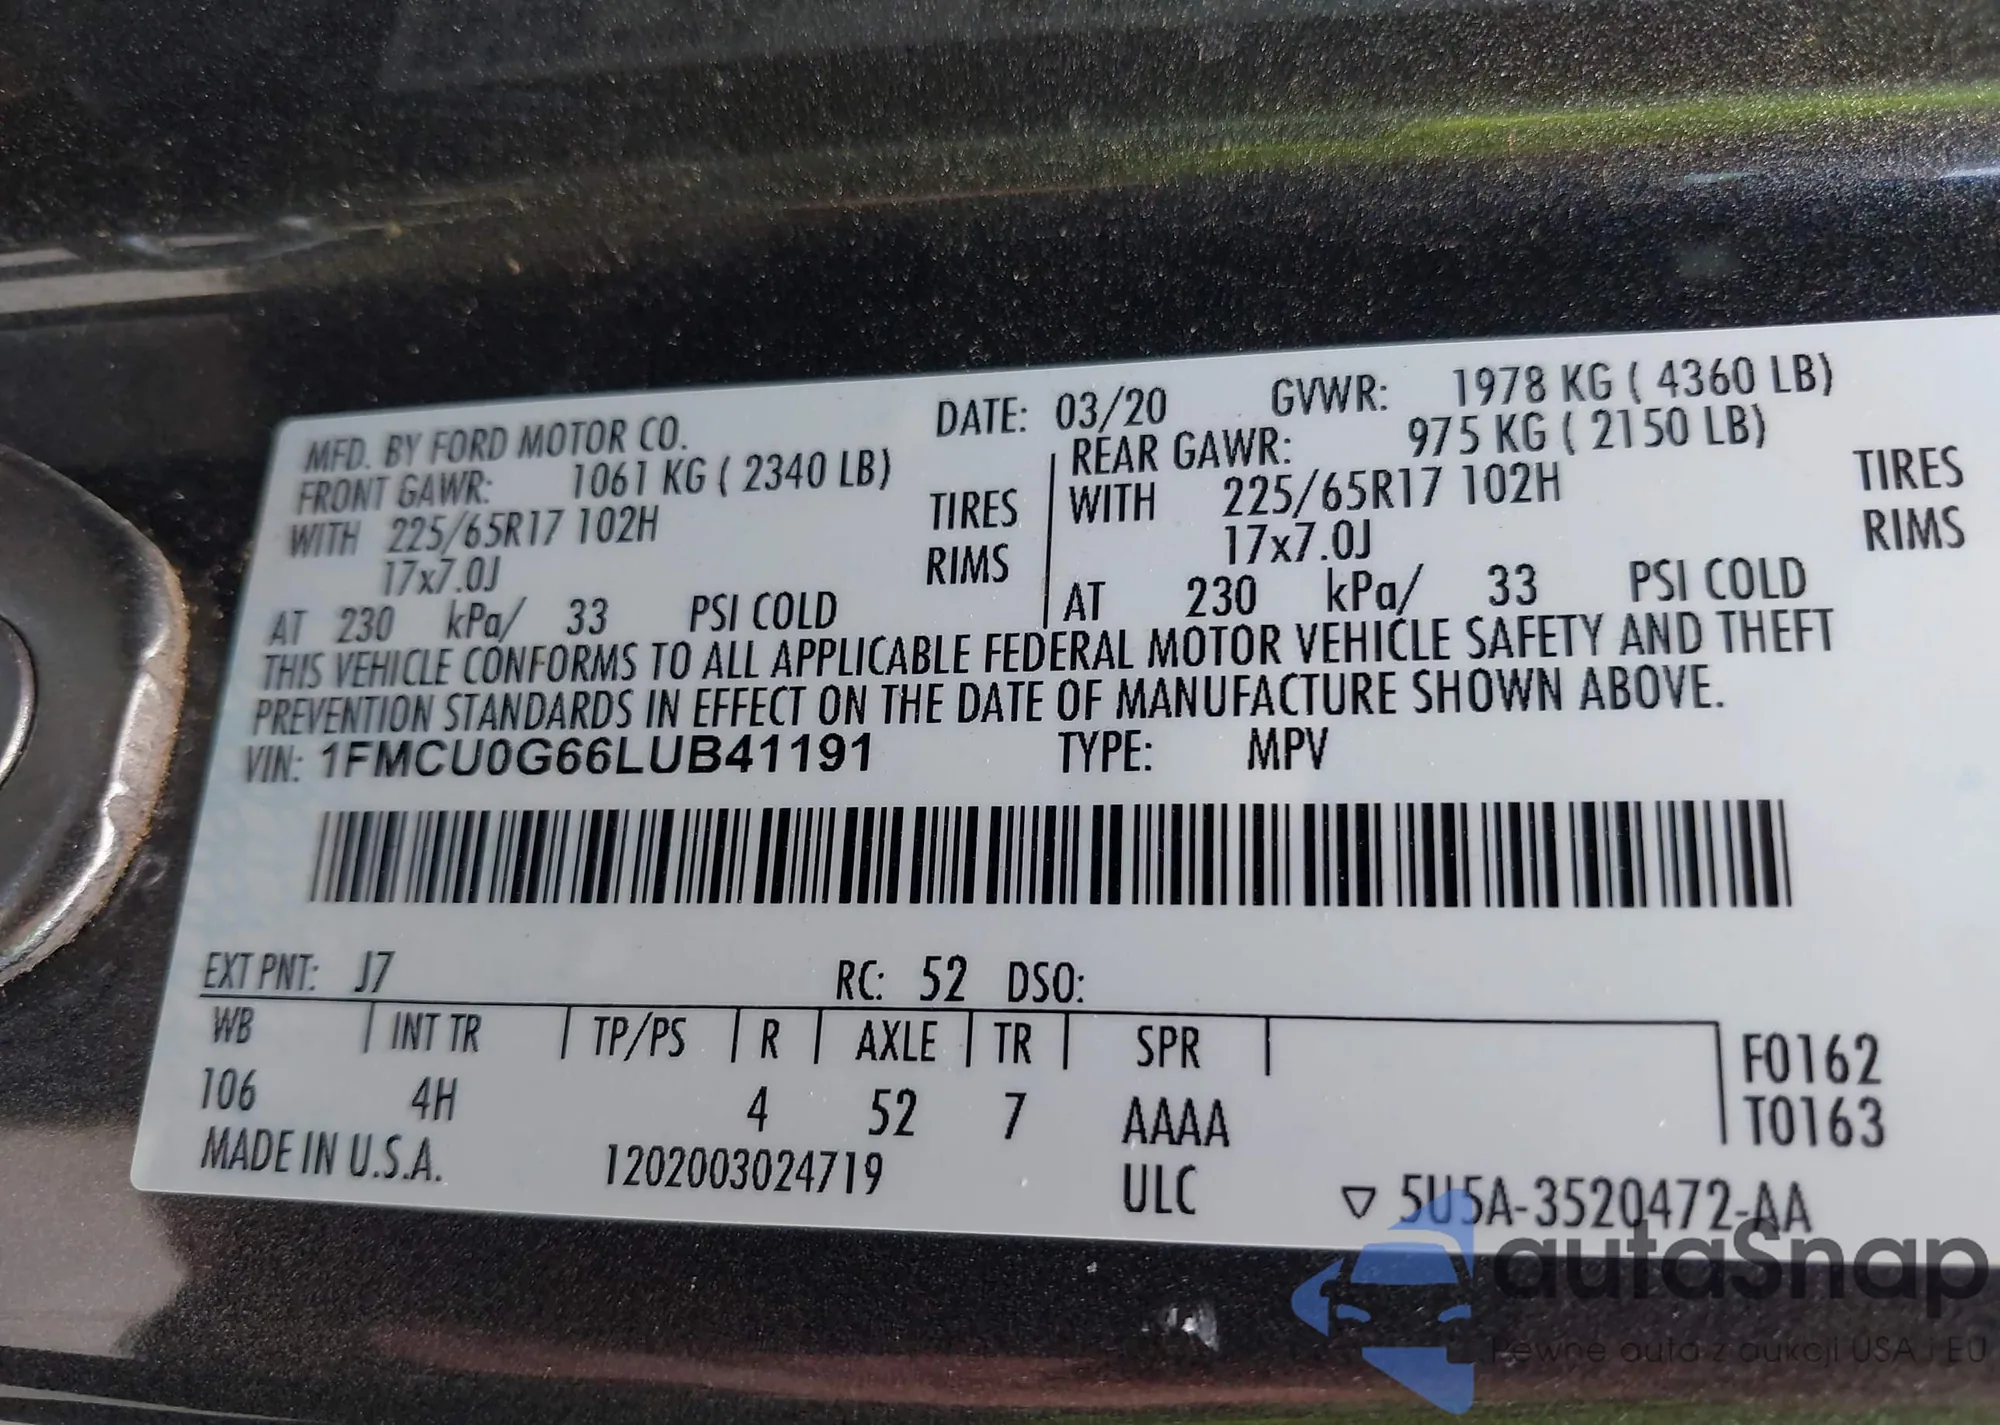 MFD. BY FORD MOTOR CO. DATE: 03/20 GVWR: 1978 KG ( 4360 LB)
FRONT GAWR: 1061 KG ( 2340 LB) REAR GAWR: 975 KG ( 2150 LB)
WITH 225/65R17 102H TIRES WITH 225/65R17 102H TIRES
17x7.0J RIMS 17x7.0J RIMS
AT 230 kPa/ 33 PSI COLD AT 230 kPa/ 33 PSI COLD
THIS VEHICLE CONFORMS TO ALL APPLICABLE FEDERAL MOTOR VEHICLE SAFETY AND THEFT
PREVENTION STANDARDS IN EFFECT ON THE DATE OF MANUFACTURE SHOWN ABOVE.
VIN: 1FMCU0G66LUB41191 TYPE: MPV
EXT PNT: J7 RC: 52 DSO:
WB INT TR TP/PS R AXLE TR SPR F0162
106 4H 4 52 7 AAAA T0163
MADE IN U.S.A. 1202003024719 ULC ▽ 5U5A-3520472-AA
autaSnap
Pewne auta z aukcji USA i EU